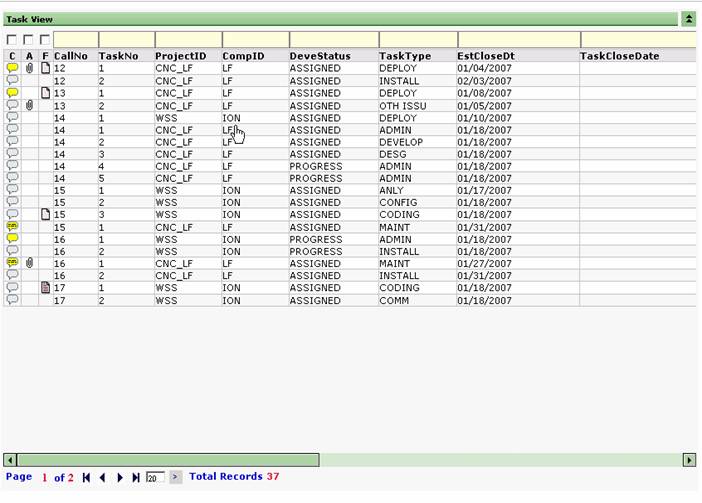 Task View
C A F CallNo TaskNo ProjectID CompID DeveStatus TaskType EstCloseDt TaskCloseDate
12 1 CNC_LF LF ASSIGNED DEPLOY 01/04/2007
12 2 CNC_LF LF ASSIGNED INSTALL 02/03/2007
13 1 CNC_LF LF ASSIGNED DEPLOY 01/08/2007
13 2 CNC_LF LF ASSIGNED OTH ISSU 01/05/2007
14 1 WSS ION ASSIGNED DEPLOY 01/10/2007
14 1 CNC_LF LF ASSIGNED ADMIN 01/18/2007
14 2 CNC_LF LF ASSIGNED DEVELOP 01/18/2007
14 3 CNC_LF LF ASSIGNED DESG 01/18/2007
14 4 CNC_LF LF PROGRESS ADMIN 01/18/2007
14 5 CNC_LF LF PROGRESS ADMIN 01/18/2007
15 1 WSS ION ASSIGNED ANLY 01/17/2007
15 2 WSS ION ASSIGNED CONFIG 01/18/2007
15 3 WSS ION ASSIGNED CODING 01/18/2007
15 1 CNC_LF LF ASSIGNED MAINT 01/31/2007
16 1 WSS ION PROGRESS ADMIN 01/18/2007
16 2 WSS ION PROGRESS INSTALL 01/18/2007
16 1 CNC_LF LF ASSIGNED MAINT 01/27/2007
16 2 CNC_LF LF ASSIGNED INSTALL 01/31/2007
17 1 WSS ION ASSIGNED CODING 01/18/2007
17 2 WSS ION ASSIGNED COMM 01/18/2007
Page 1 of 2 20 > Total Records 37